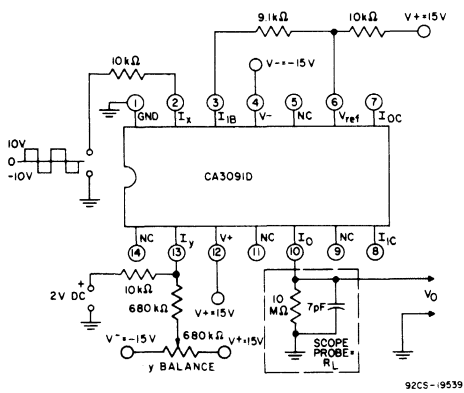 9.1kΩ
10kΩ
V+=15V
10kΩ
V-=-15V
1
2
3
4
5
6
7
GND
Ix
I1B
V-
NC
Vref
IOC
10V
0
-10V
CA3091D
NC
Iy
V+
NC
IO
NC
I1C
14
13
12
11
10
9
8
+
2V DC
10kΩ
680kΩ
V+=15V
10
MΩ
7pF
VO
V-=-15V
680kΩ
V+=15V
y BALANCE
SCOPE
PROBE=
RL
92CS-19539